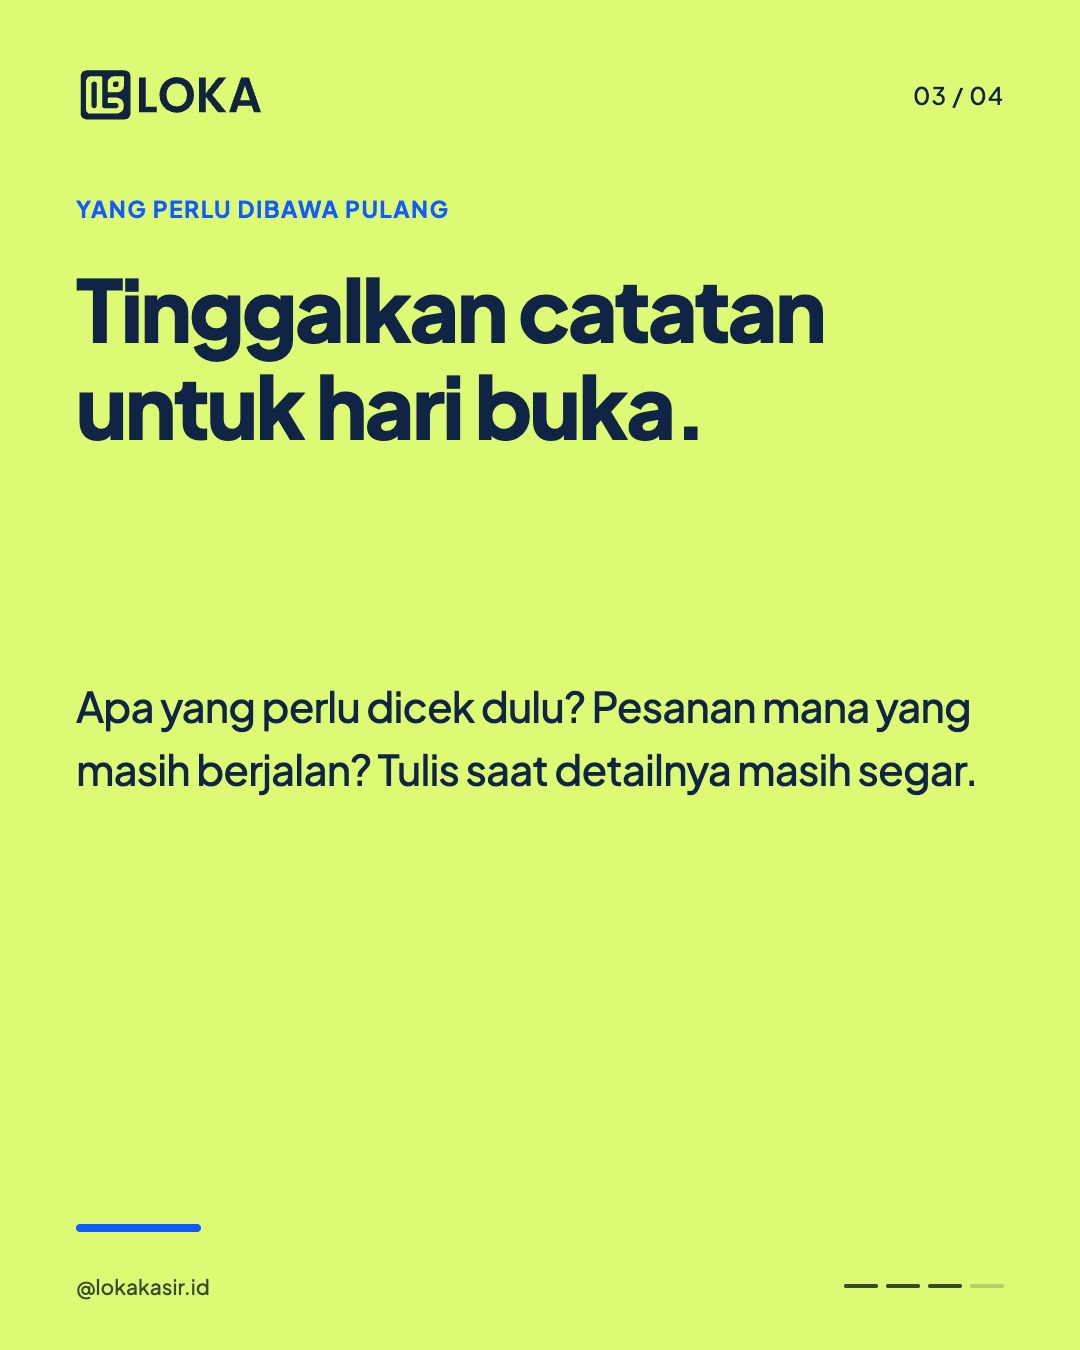 LOKA
03 / 04
YANG PERLU DIBAWA PULANG
Tinggalkan catatan
untuk hari buka.
Apa yang perlu dicek dulu? Pesanan mana yang
masih berjalan? Tulis saat detailnya masih segar.
@lokakasir.id